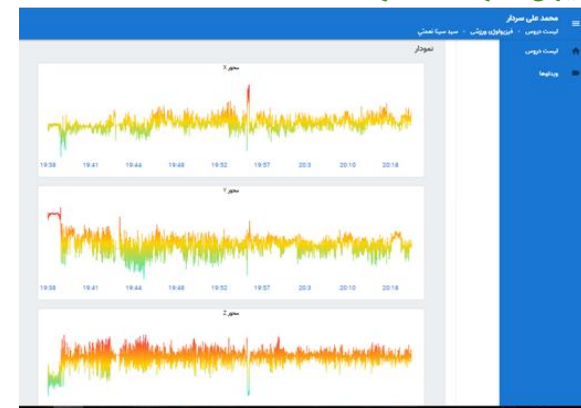 محمد علی سردار
لیست دروس - فیزیولوژی ورزشی - سید سینا نعمتی
لیست دروس
ویدئوها
نمودار
محور X
19:38 19:41 19:44 19:48 19:52 19:57 20:3 20:10 20:18
محور Y
19:38 19:41 19:44 19:48 19:52 19:57 20:3 20:10 20:18
محور Z